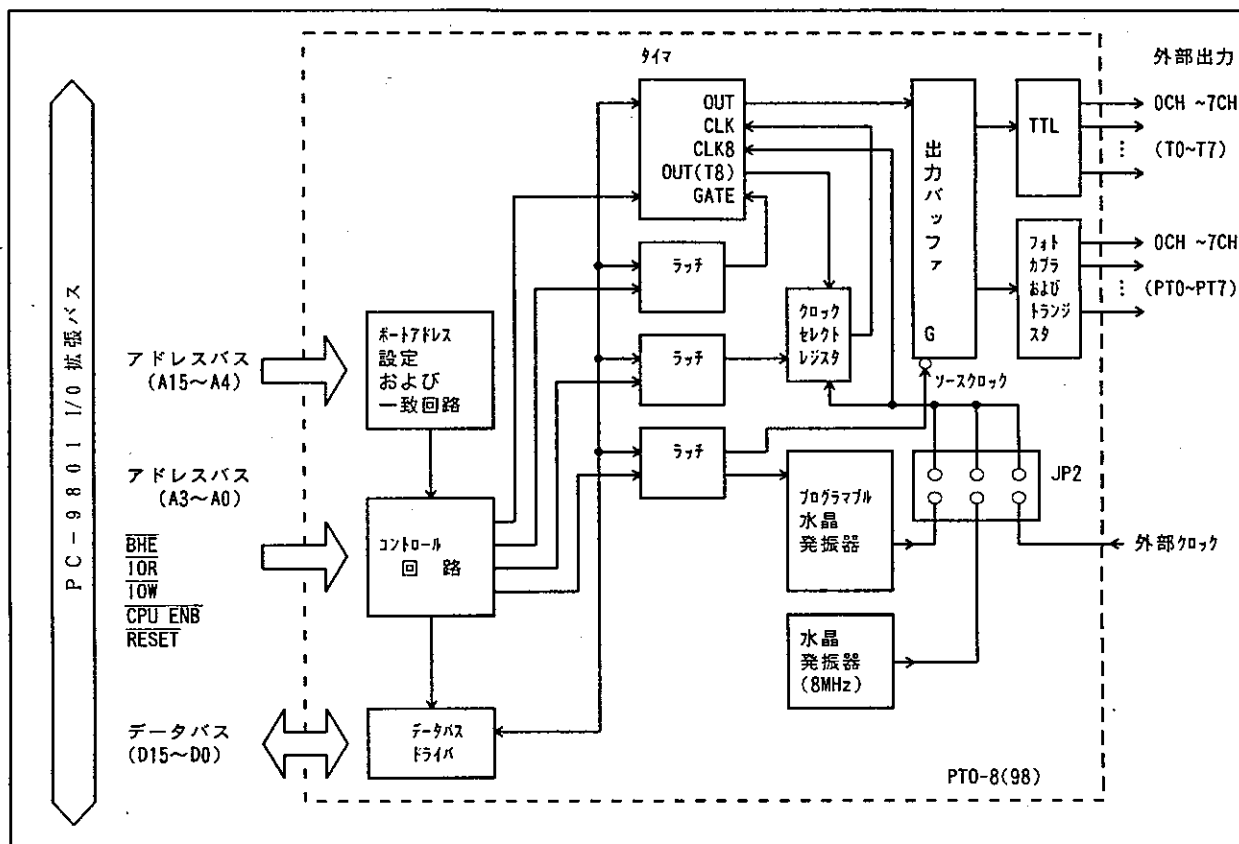 PC-9801 I/O 拡張バス
アドレスバス
(A15~A4)
アドレスバス
(A3~A0)
BHE
IOR
IOW
CPU ENB
RESET
データバス
(D15~D0)
ポートアドレス
設定
および
一致回路
コントロール
回 路
データバス
ドライバ
タイマ
OUT
CLK
CLK8
OUT(T8)
GATE
ラッチ
ラッチ
ラッチ
クロック
セレクト
レジスタ
プログラマブル
水晶
発振器
水晶
発振器
(8MHz)
出力バッファ
G
ソースクロック
JP2
TTL
フォト
カプラ
および
トランジ
スタ
外部出力
0CH ~7CH
⋮ (T0~T7)
0CH ~7CH
⋮ (PT0~PT7)
外部クロック
PTO-8(98)